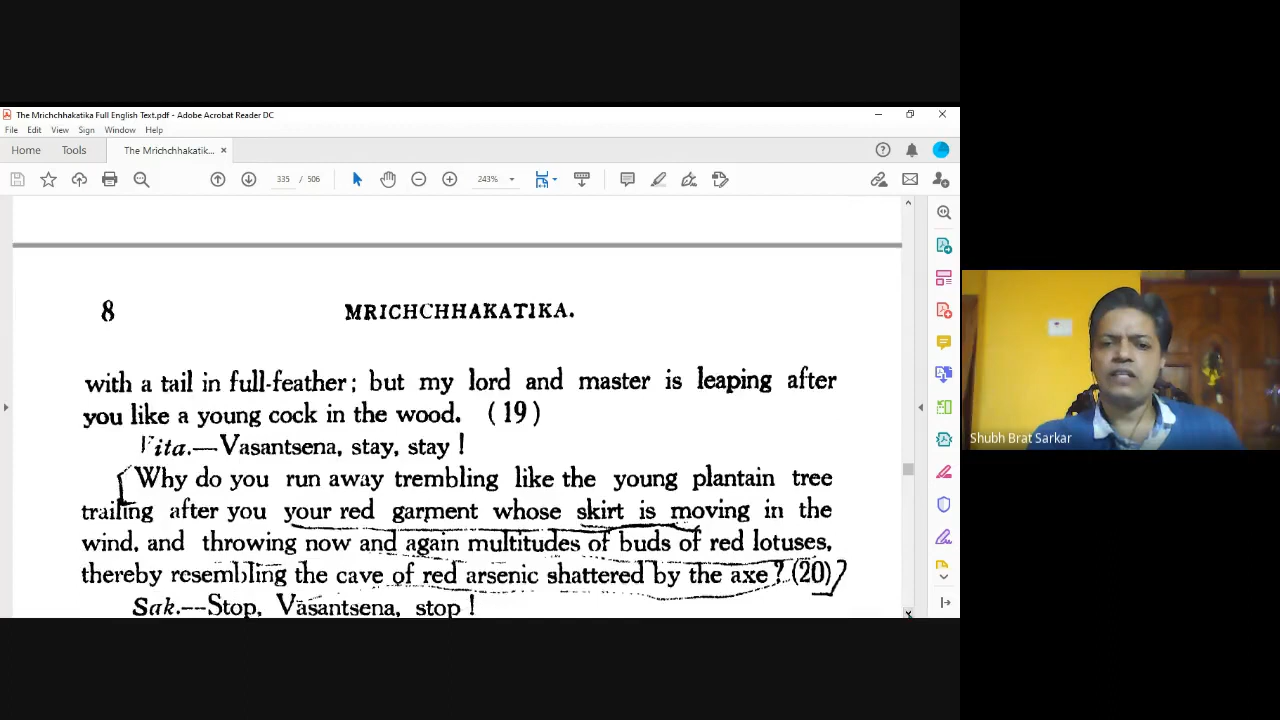 The Mrichchhakatika Full English Text.pdf - Adobe Acrobat Reader DC
File Edit View Sign Window Help
Home Tools The Mrichchhakatik... ×
335 / 506 243%
8 MRICHCHHAKATIKA.
with a tail in full-feather; but my lord and master is leaping after
you like a young cock in the wood. (19)
Vita.—Vasantsena, stay, stay !
Why do you run away trembling like the young plantain tree
trailing after you your red garment whose skirt is moving in the
wind, and throwing now and again multitudes of buds of red lotuses,
thereby resembling the cave of red arsenic shattered by the axe ? (20)
Sak.—Stop, Vasantsena, stop !
Shubh Brat Sarkar